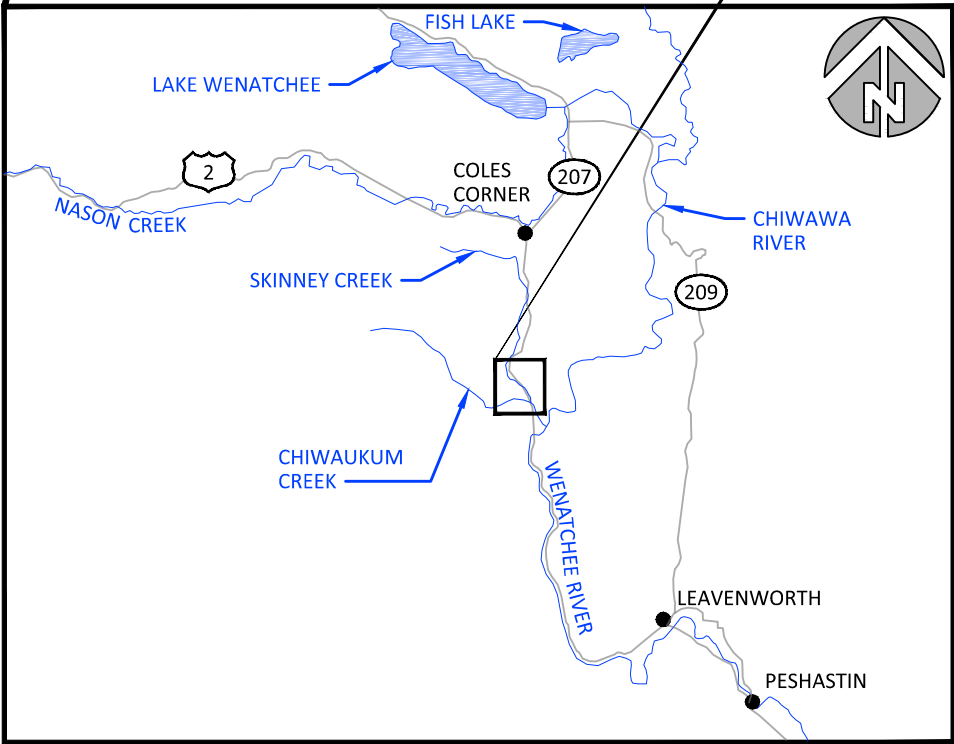 FISH LAKE
LAKE WENATCHEE
N
2
COLES
CORNER
207
NASON CREEK
CHIWAWA
RIVER
SKINNEY CREEK
209
CHIWAUKUM
CREEK
WENATCHEE RIVER
LEAVENWORTH
PESHASTIN